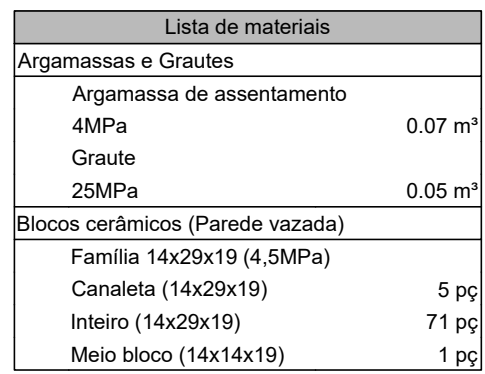 Lista de materiais
Argamassas e Grautes
Argamassa de assentamento
4MPa 0.07 m³
Graute
25MPa 0.05 m³
Blocos cerâmicos (Parede vazada)
Família 14x29x19 (4,5MPa)
Canaleta (14x29x19) 5 pç
Inteiro (14x29x19) 71 pç
Meio bloco (14x14x19) 1 pç